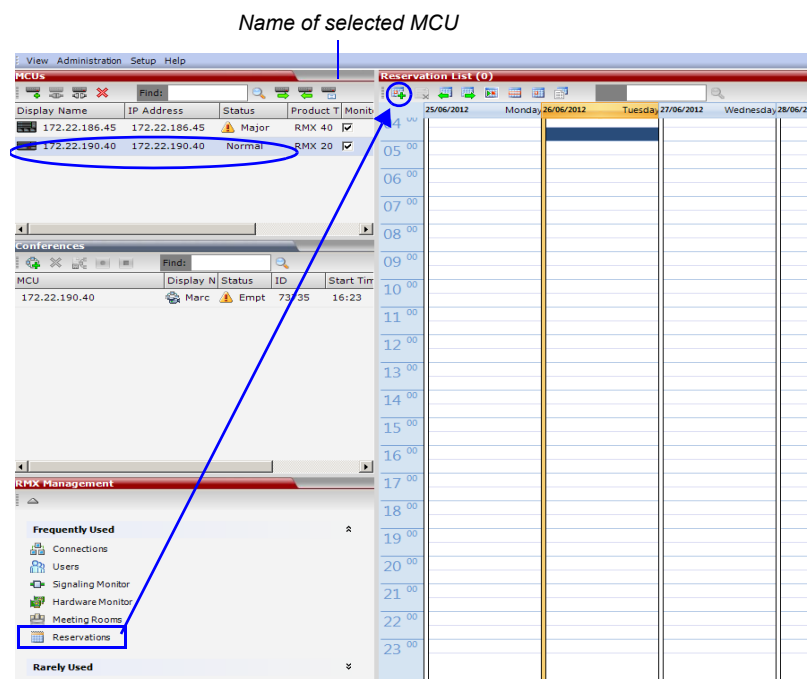 Name of selected MCU
View Administration Setup Help
MCUs
Find:
Display Name IP Address Status Product T Monit
172.22.186.45 172.22.186.45 Major RMX 40
172.22.190.40 172.22.190.40 Normal RMX 20
Conferences
Find:
MCU Display N Status ID Start Tim
172.22.190.40 Marc Empt 73735 16:23
RMX Management
Frequently Used
Connections
Users
Signaling Monitor
Hardware Monitor
Meeting Rooms
Reservations
Rarely Used
Reservation List (0)
25/06/2012 Monday 26/06/2012 Tuesday 27/06/2012 Wednesday 28/06/2
04 00
05 00
06 00
07 00
08 00
09 00
10 00
11 00
12 00
13 00
14 00
15 00
16 00
17 00
18 00
19 00
20 00
21 00
22 00
23 00